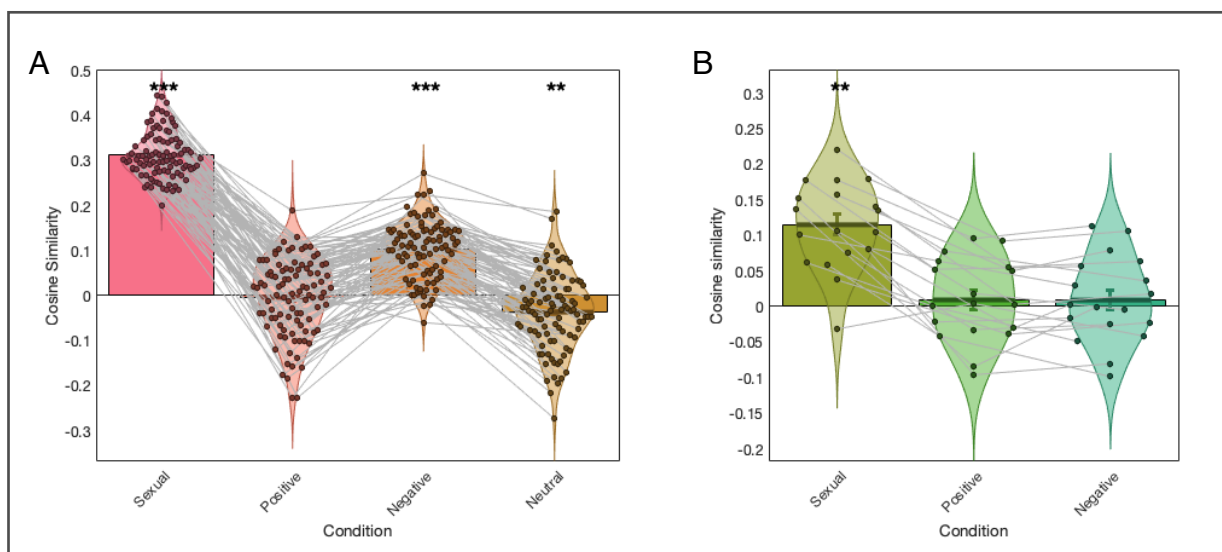 A
***
***
**
0.5
0.4
0.3
0.2
0.1
0
-0.1
-0.2
-0.3
Cosine Similarity
Sexual
Positive
Negative
Neutral
Condition
B
**
0.3
0.25
0.2
0.15
0.1
0.05
0
-0.05
-0.1
-0.15
-0.2
Cosine similarity
Sexual
Positive
Negative
Condition